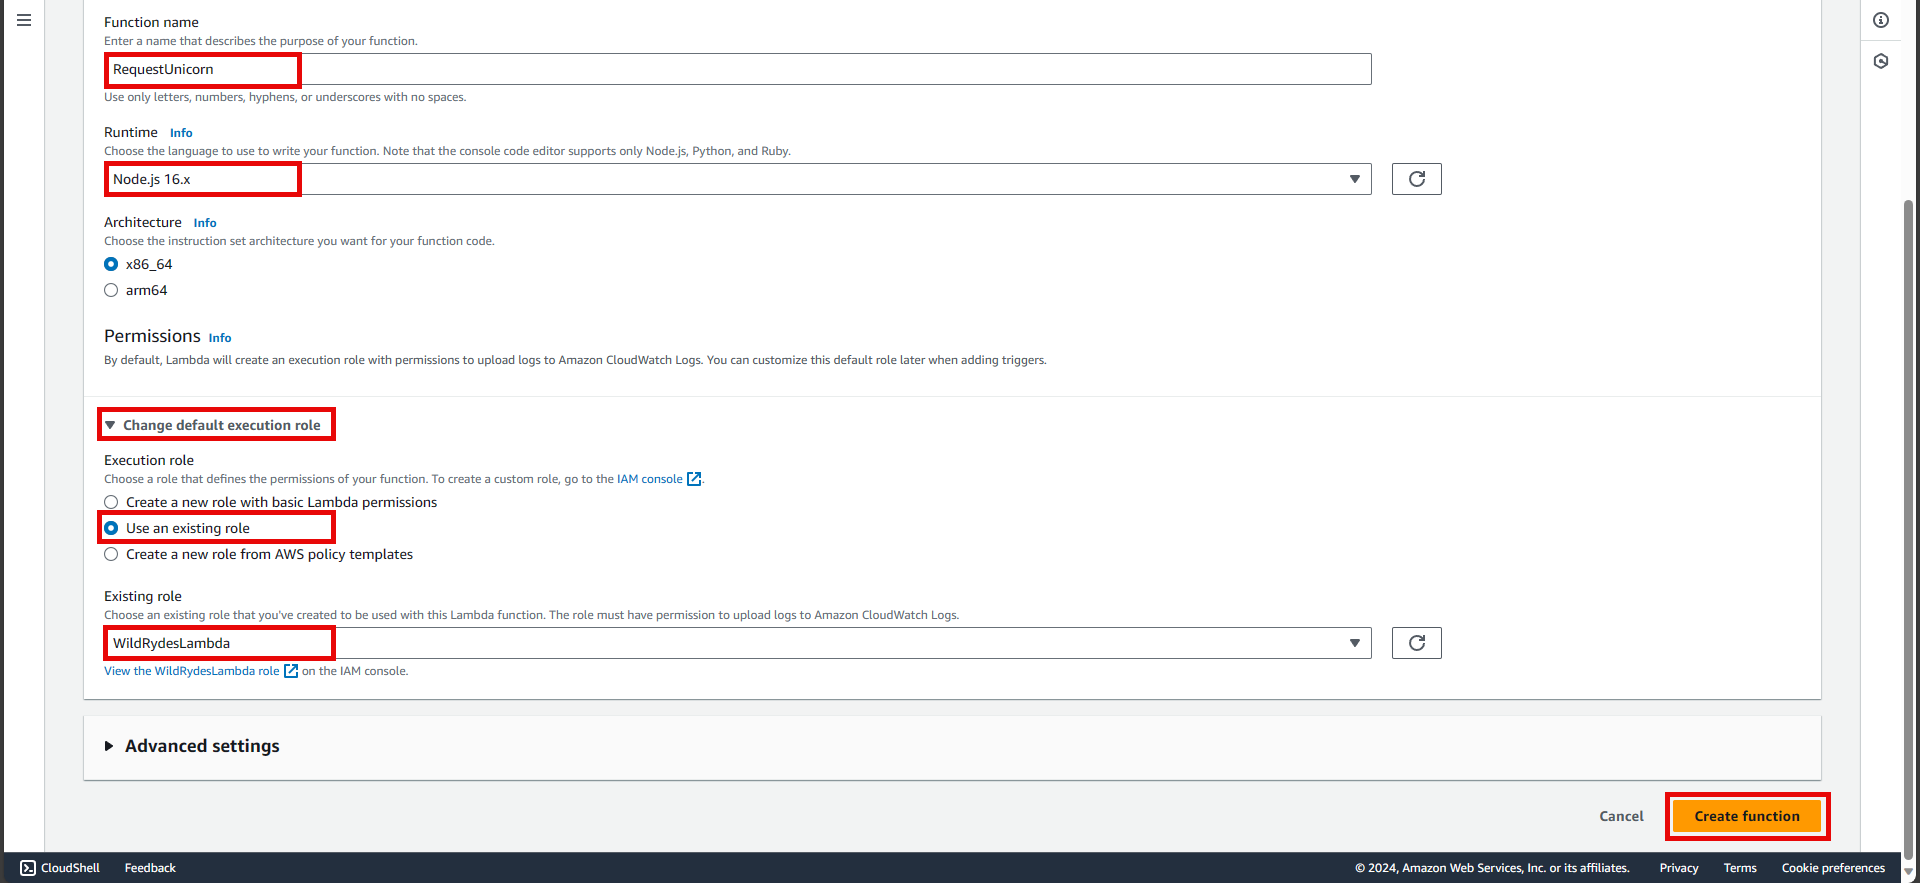 Function name
Enter a name that describes the purpose of your function.
RequestUnicorn
Use only letters, numbers, hyphens, or underscores with no spaces.
Runtime Info
Choose the language to use to write your function. Note that the console code editor supports only Node.js, Python, and Ruby.
Node.js 16.x
Architecture Info
Choose the instruction set architecture you want for your function code.
x86_64
arm64
Permissions Info
By default, Lambda will create an execution role with permissions to upload logs to Amazon CloudWatch Logs. You can customize this default role later when adding triggers.
Change default execution role
Execution role
Choose a role that defines the permissions of your function. To create a custom role, go to the IAM console.
Create a new role with basic Lambda permissions
Use an existing role
Create a new role from AWS policy templates
Existing role
Choose an existing role that you've created to be used with this Lambda function. The role must have permission to upload logs to Amazon CloudWatch Logs.
WildRydesLambda
View the WildRydesLambda role on the IAM console.
Advanced settings
Cancel Create function
CloudShell Feedback © 2024, Amazon Web Services, Inc. or its affiliates. Privacy Terms Cookie preferences